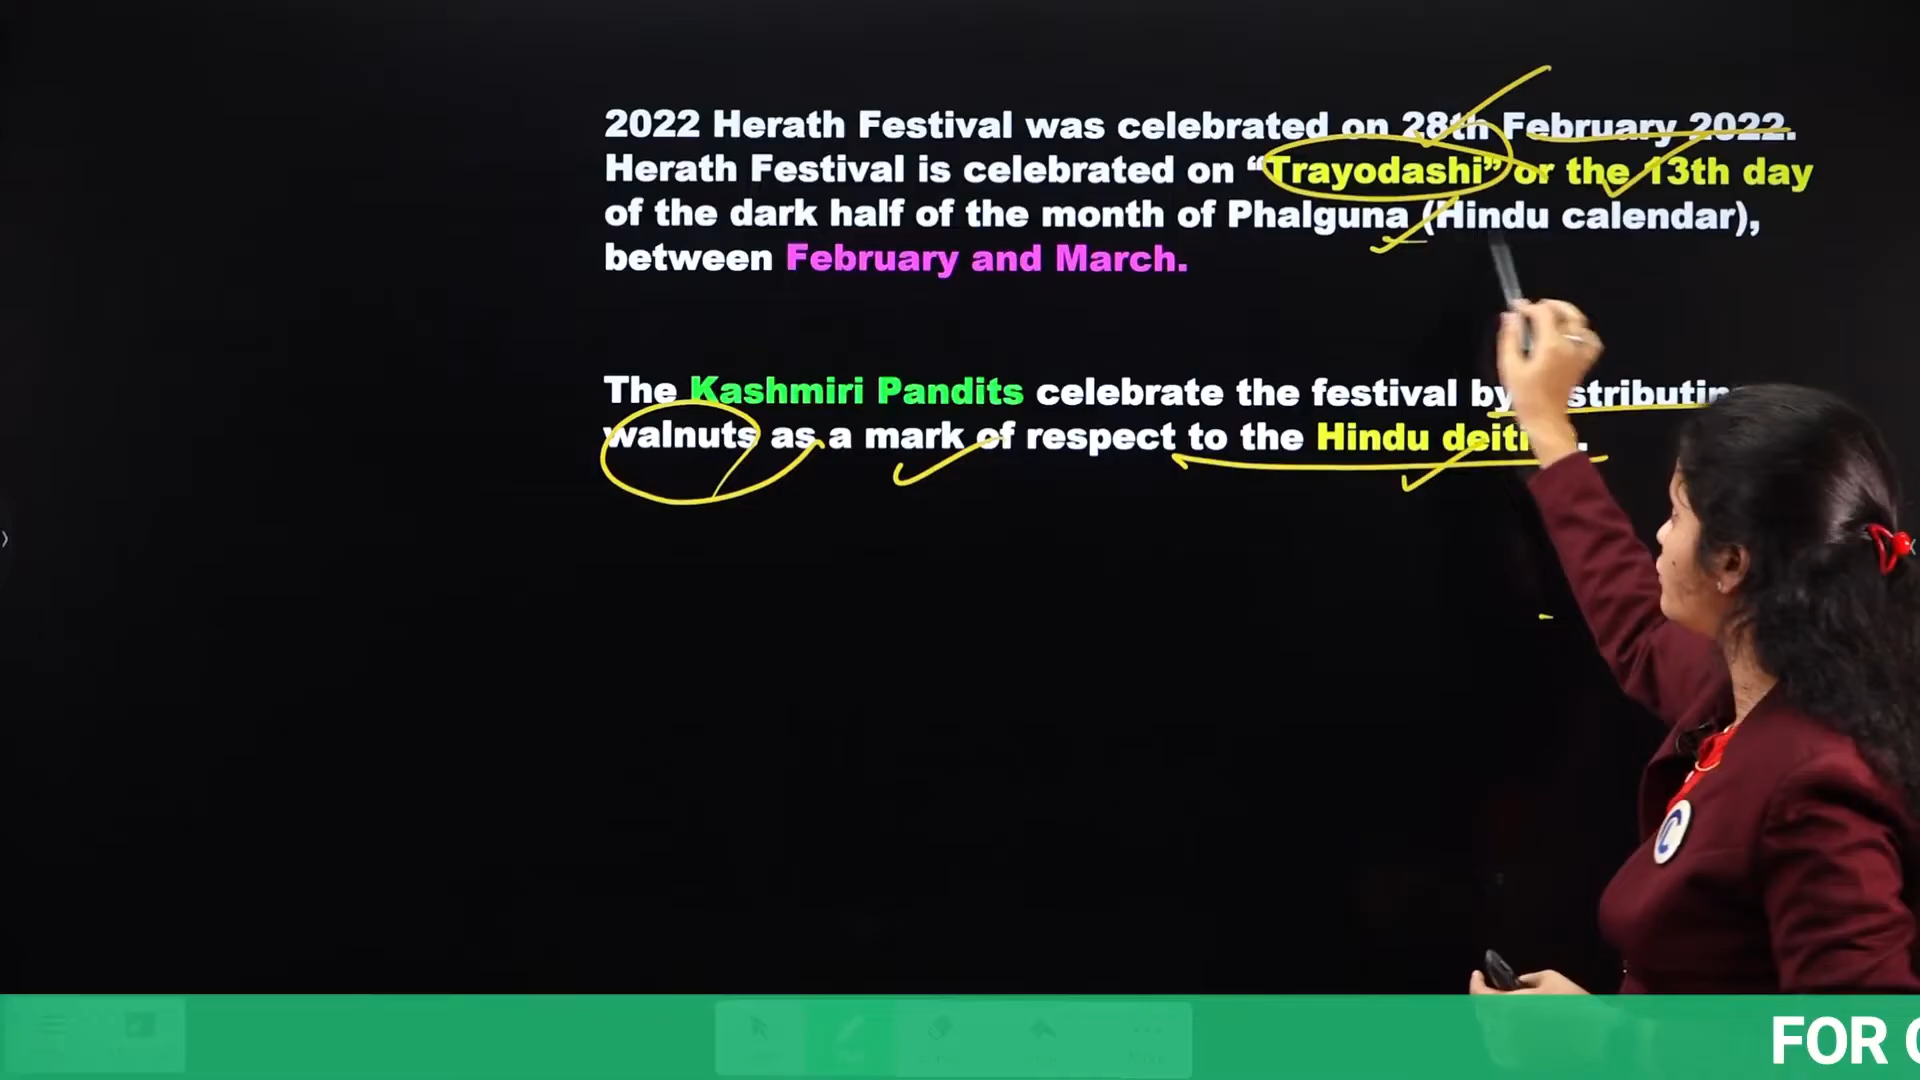 2022 Herath Festival was celebrated on 28th February 2022.
Herath Festival is celebrated on “Trayodashi” or the 13th day
of the dark half of the month of Phalguna (Hindu calendar),
between February and March.
The Kashmiri Pandits celebrate the festival by
walnuts as a mark of respect to the Hindu
FOR